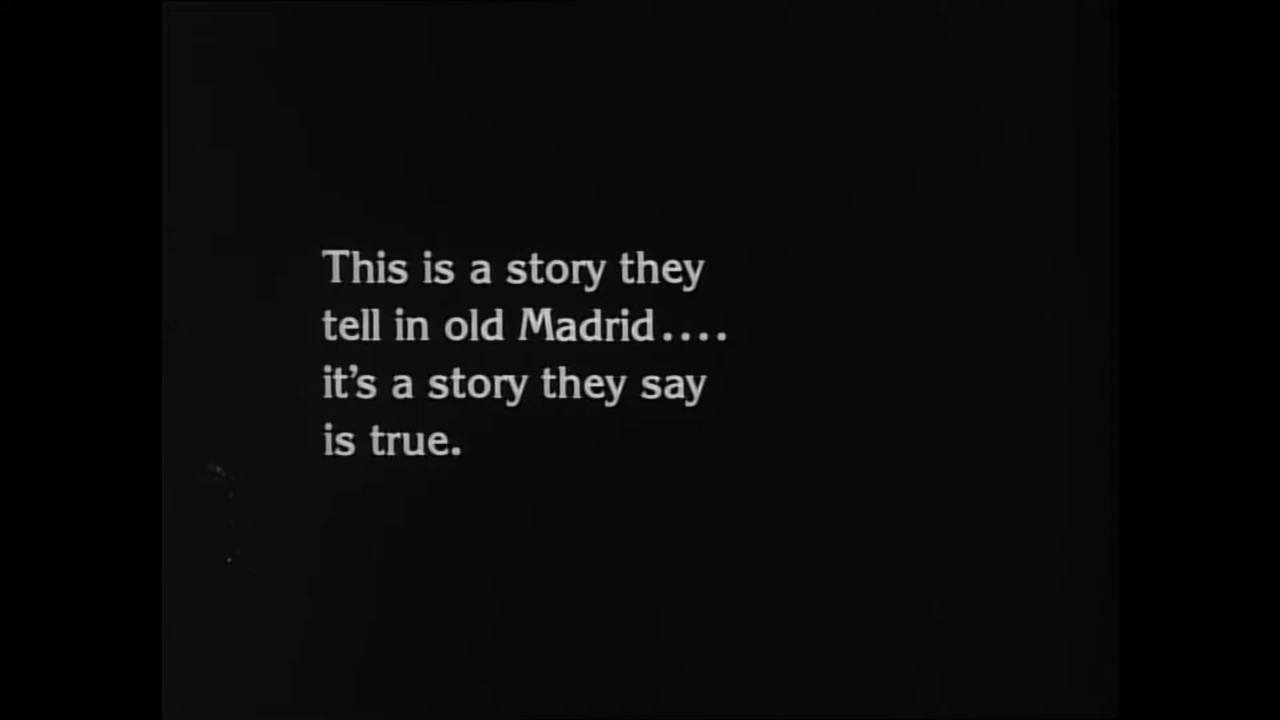 This is a story they
tell in old Madrid....
it's a story they say
is true.